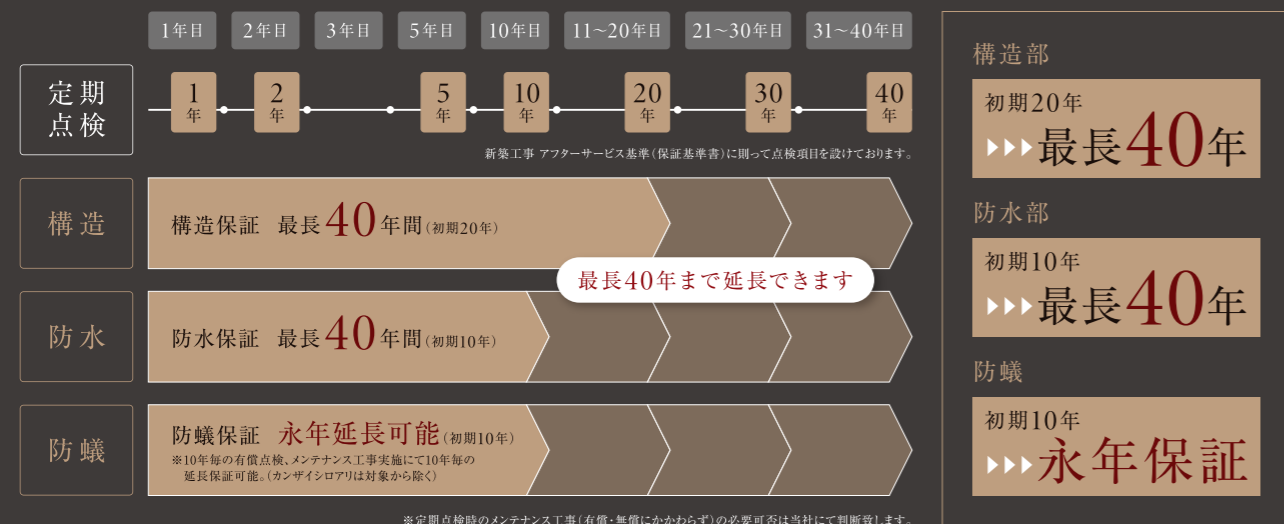 1年目 2年目 3年目 5年目 10年目 11〜20年目 21〜30年目 31〜40年目
定期
点検
1年 2年 5年 10年 20年 30年 40年
新築工事 アフターサービス基準（保証基準書）に則って点検項目を設けております。
構造
構造保証 最長40年間（初期20年）
最長40年まで延長できます
防水
防水保証 最長40年間（初期10年）
防蟻
防蟻保証 永年延長可能（初期10年）
※10年毎の有償点検、メンテナンス工事実施にて10年毎の
延長保証可能。（カンザイシロアリは対象から除く）
※定期点検時のメンテナンス工事（有償・無償にかかわらず）の必要可否は当社にて判断致します。
構造部
初期20年
最長40年
防水部
初期10年
最長40年
防蟻
初期10年
永年保証